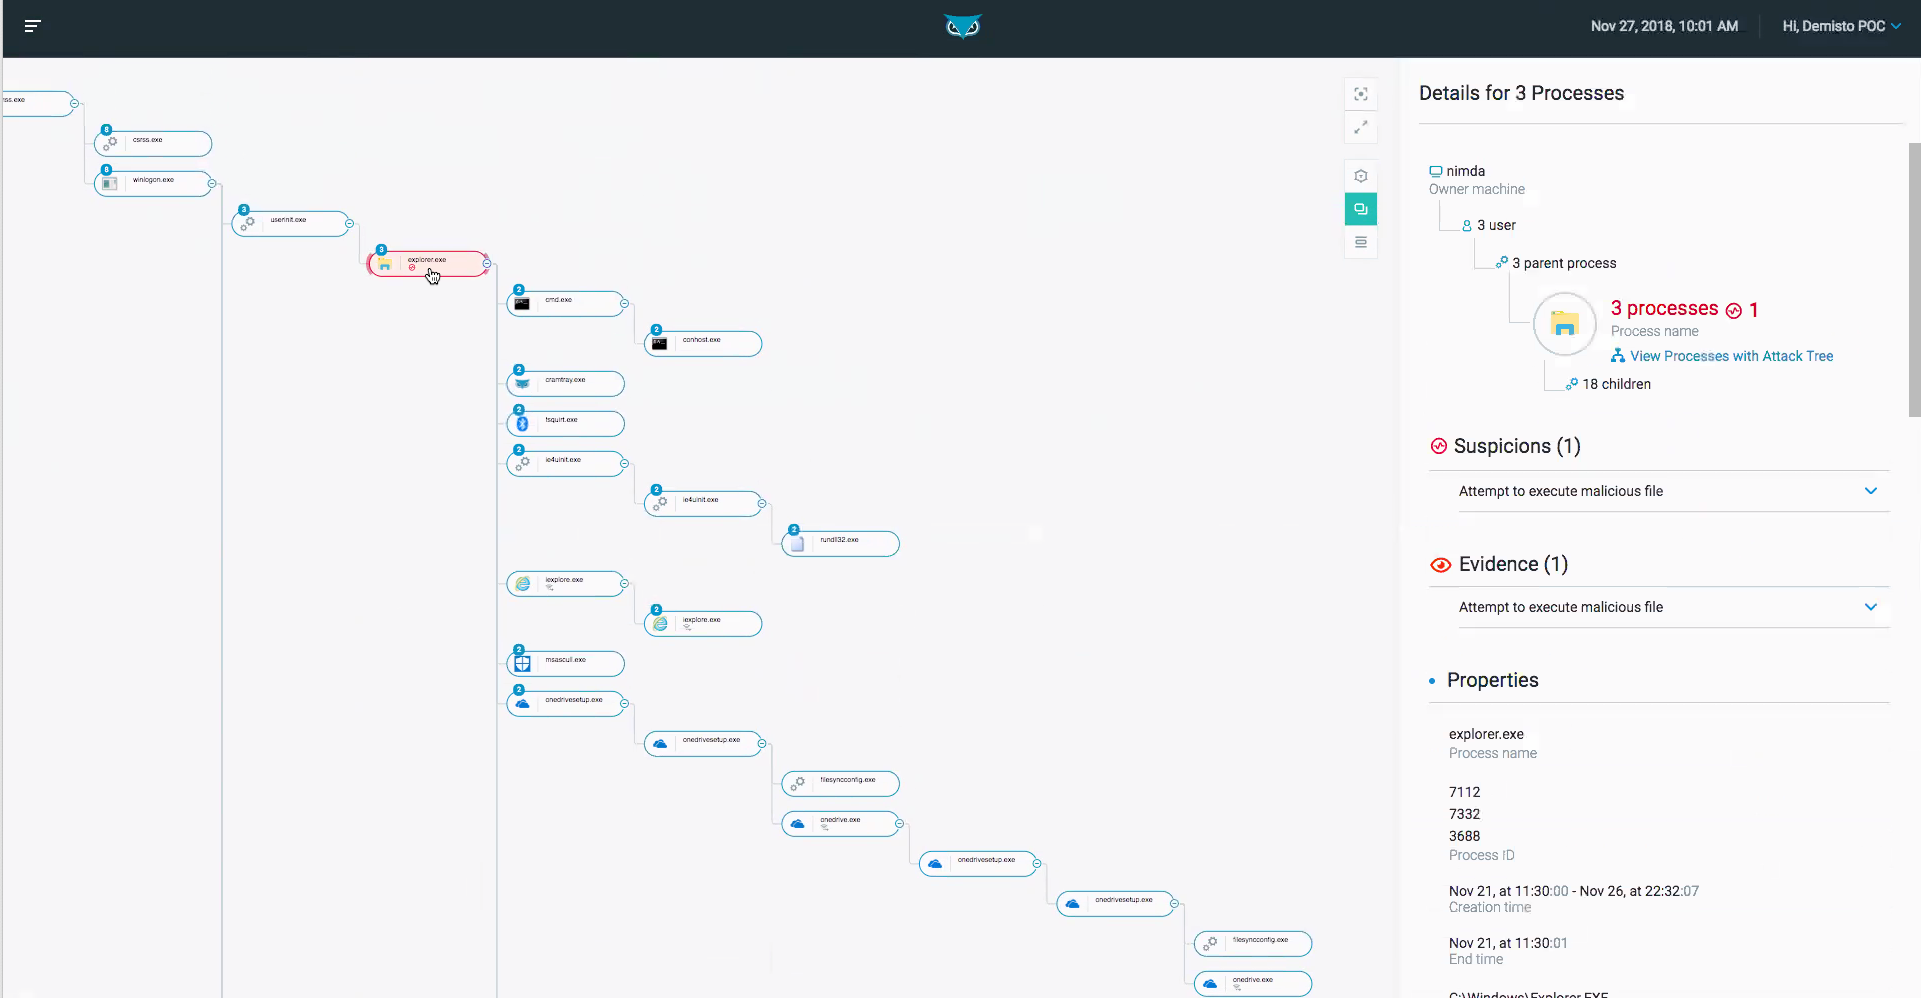 Nov 27, 2018, 10:01 AM
Hi, Demisto POC
ss.exe
8
csrss.exe
8
winlogon.exe
3
userinit.exe
3
explorer.exe
2
cmd.exe
2
conhost.exe
2
cramtray.exe
2
fsquirt.exe
2
ie4uinit.exe
2
ie4uinit.exe
2
rundll32.exe
iexplore.exe
2
iexplore.exe
2
msascuil.exe
2
onedrivesetup.exe
onedrivesetup.exe
filesyncconfig.exe
onedrive.exe
onedrivesetup.exe
onedrivesetup.exe
filesyncconfig.exe
onedrive.exe
Details for 3 Processes
nimda
Owner machine
3 user
3 parent process
3 processes 1
Process name
View Processes with Attack Tree
18 children
Suspicions (1)
Attempt to execute malicious file
Evidence (1)
Attempt to execute malicious file
Properties
explorer.exe
Process name
7112
7332
3688
Process ID
Nov 21, at 11:30:00 - Nov 26, at 22:32:07
Creation time
Nov 21, at 11:30:01
End time
C:\Windows\Explorer.EXE